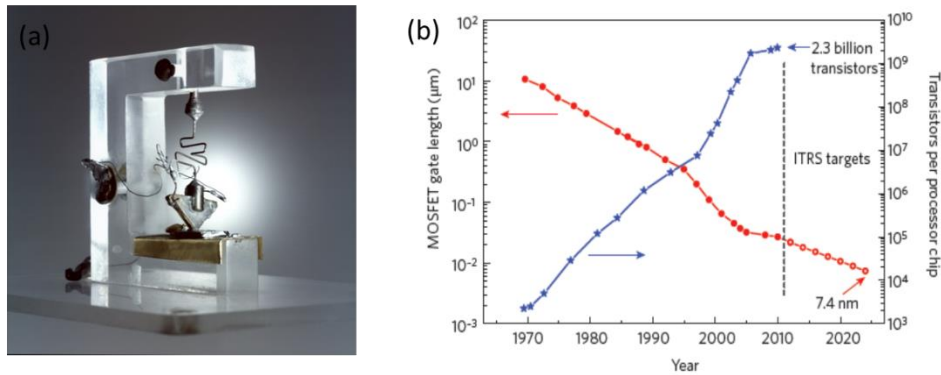 (a)
(b)
10²
10¹
10⁰
10⁻¹
10⁻²
10⁻³
MOSFET gate length (µm)
2.3 billion
transistors
ITRS targets
7.4 nm
10¹⁰
10⁹
10⁸
10⁷
10⁶
10⁵
10⁴
10³
Transistors per processor chip
1970 1980 1990 2000 2010 2020
Year